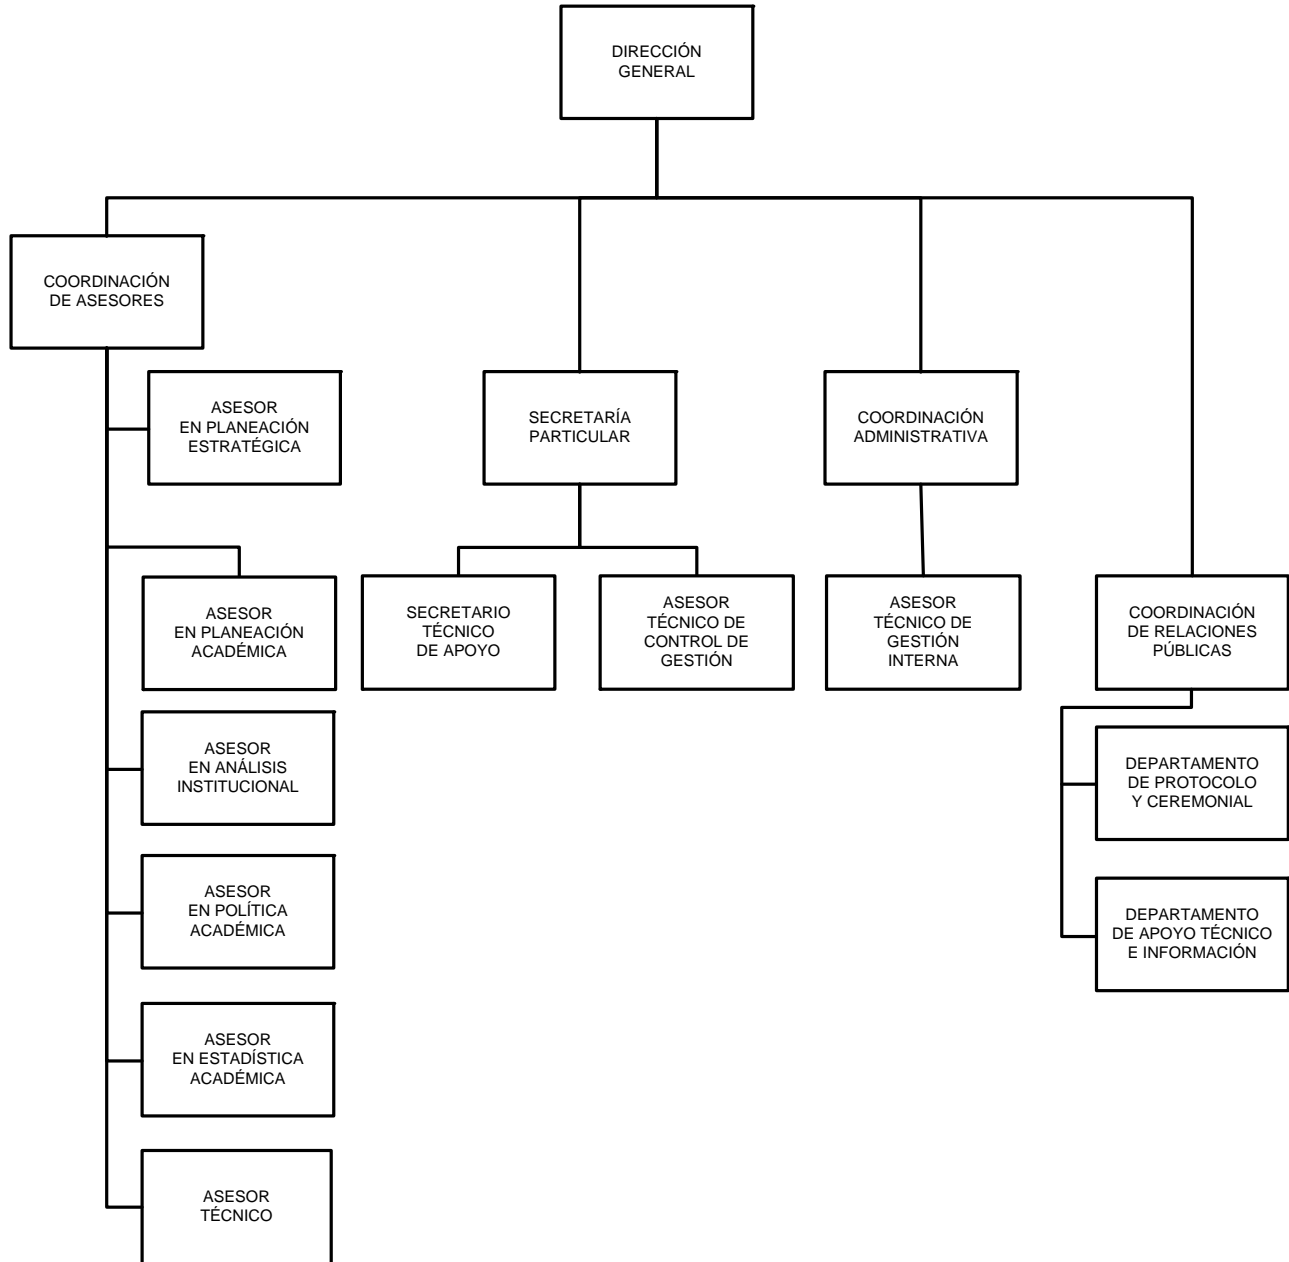 DIRECCIÓN
GENERAL
COORDINACIÓN
DE ASESORES
ASESOR
EN PLANEACIÓN
ESTRATÉGICA
SECRETARÍA
PARTICULAR
COORDINACIÓN
ADMINISTRATIVA
ASESOR
EN PLANEACIÓN
ACADÉMICA
SECRETARIO
TÉCNICO
DE APOYO
ASESOR
TÉCNICO DE
CONTROL DE
GESTIÓN
ASESOR
TÉCNICO DE
GESTIÓN
INTERNA
COORDINACIÓN
DE RELACIONES
PÚBLICAS
ASESOR
EN ANÁLISIS
INSTITUCIONAL
DEPARTAMENTO
DE PROTOCOLO
Y CEREMONIAL
ASESOR
EN POLÍTICA
ACADÉMICA
DEPARTAMENTO
DE APOYO TÉCNICO
E INFORMACIÓN
ASESOR
EN ESTADÍSTICA
ACADÉMICA
ASESOR
TÉCNICO